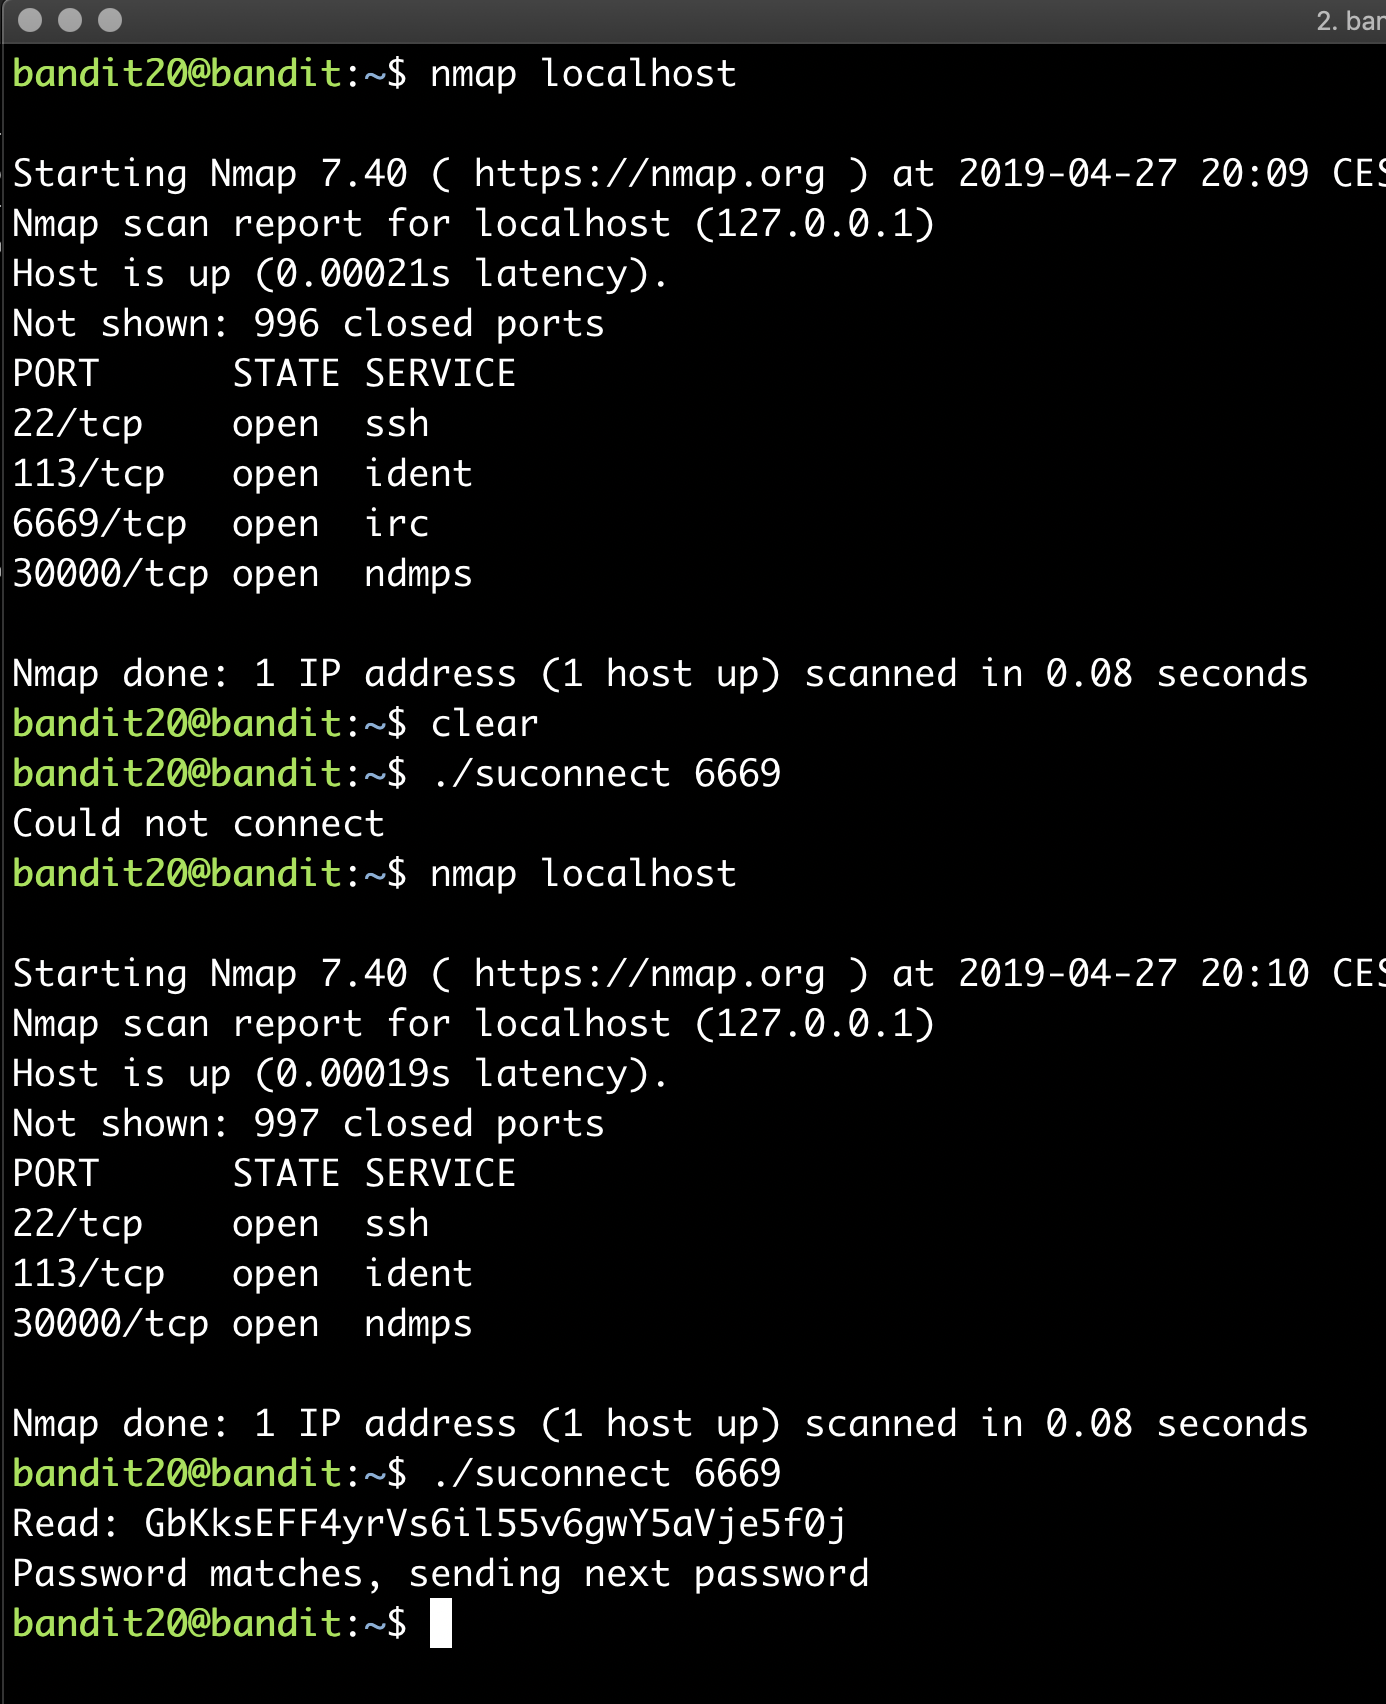 2. ban
bandit20@bandit:~$ nmap localhost
Starting Nmap 7.40 ( https://nmap.org ) at 2019-04-27 20:09 CES
Nmap scan report for localhost (127.0.0.1)
Host is up (0.00021s latency).
Not shown: 996 closed ports
PORT      STATE SERVICE
22/tcp    open  ssh
113/tcp   open  ident
6669/tcp  open  irc
30000/tcp open  ndmps
Nmap done: 1 IP address (1 host up) scanned in 0.08 seconds
bandit20@bandit:~$ clear
bandit20@bandit:~$ ./suconnect 6669
Could not connect
bandit20@bandit:~$ nmap localhost
Starting Nmap 7.40 ( https://nmap.org ) at 2019-04-27 20:10 CES
Nmap scan report for localhost (127.0.0.1)
Host is up (0.00019s latency).
Not shown: 997 closed ports
PORT      STATE SERVICE
22/tcp    open  ssh
113/tcp   open  ident
30000/tcp open  ndmps
Nmap done: 1 IP address (1 host up) scanned in 0.08 seconds
bandit20@bandit:~$ ./suconnect 6669
Read: GbKksEFF4yrVs6il55v6gwY5aVje5f0j
Password matches, sending next password
bandit20@bandit:~$